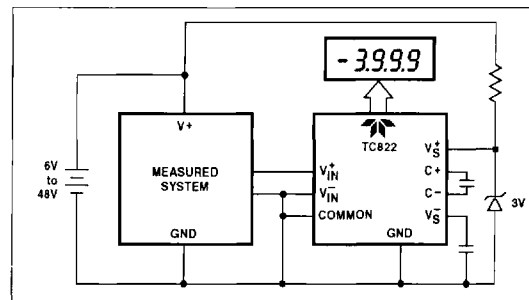 - 3.9.9.9
V+
TC822
6V
to
48V
MEASURED
SYSTEM
GND
V+IN
V-IN
COMMON
GND
V+S
C+
C-
V-S
3V